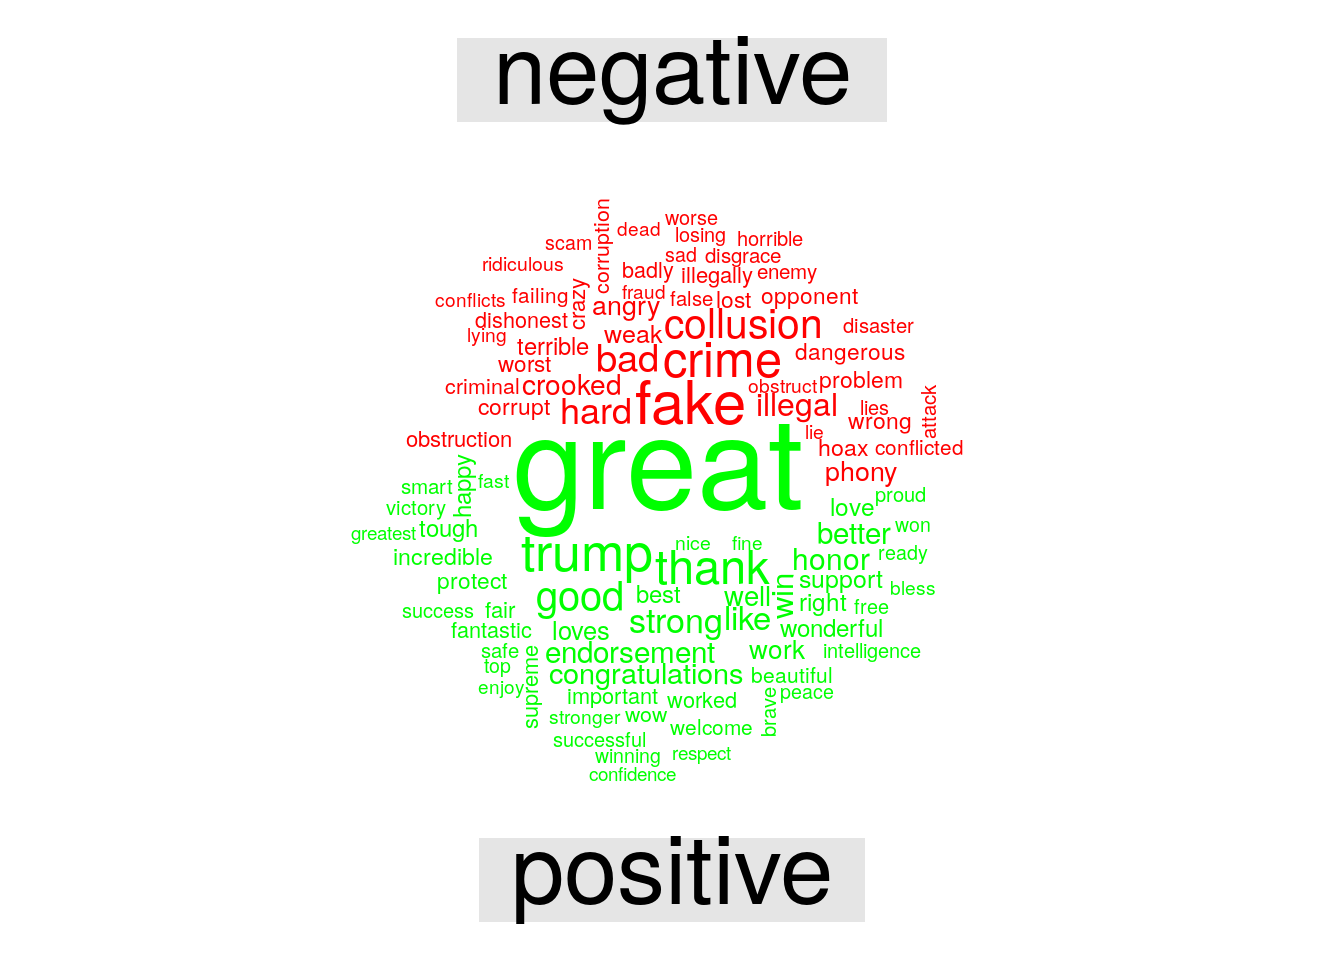 negative
corruption
worse
dead
losing
horrible
scam
sad
disgrace
ridiculous
badly
illegally
enemy
crazy
fraud
conflicts
failing
angry
false
lost
opponent
dishonest
collusion
disaster
lying
weak
terrible
bad
crime
dangerous
worst
criminal
crooked
obstruct
problem
corrupt
hard
fake
illegal
lies
attack
wrong
lie
obstruction
hoax
conflicted
great
phony
happy
smart
fast
proud
victory
love
greatest
tough
better
won
trump
nice
fine
incredible
thank
honor
ready
protect
support
good
best
well
win
right
bless
success
fair
free
strong
like
fantastic
loves
wonderful
safe
endorsement
work
intelligence
top
congratulations
beautiful
enjoy
supreme
important
worked
brave
peace
stronger
wow
welcome
successful
winning
respect
confidence
positive